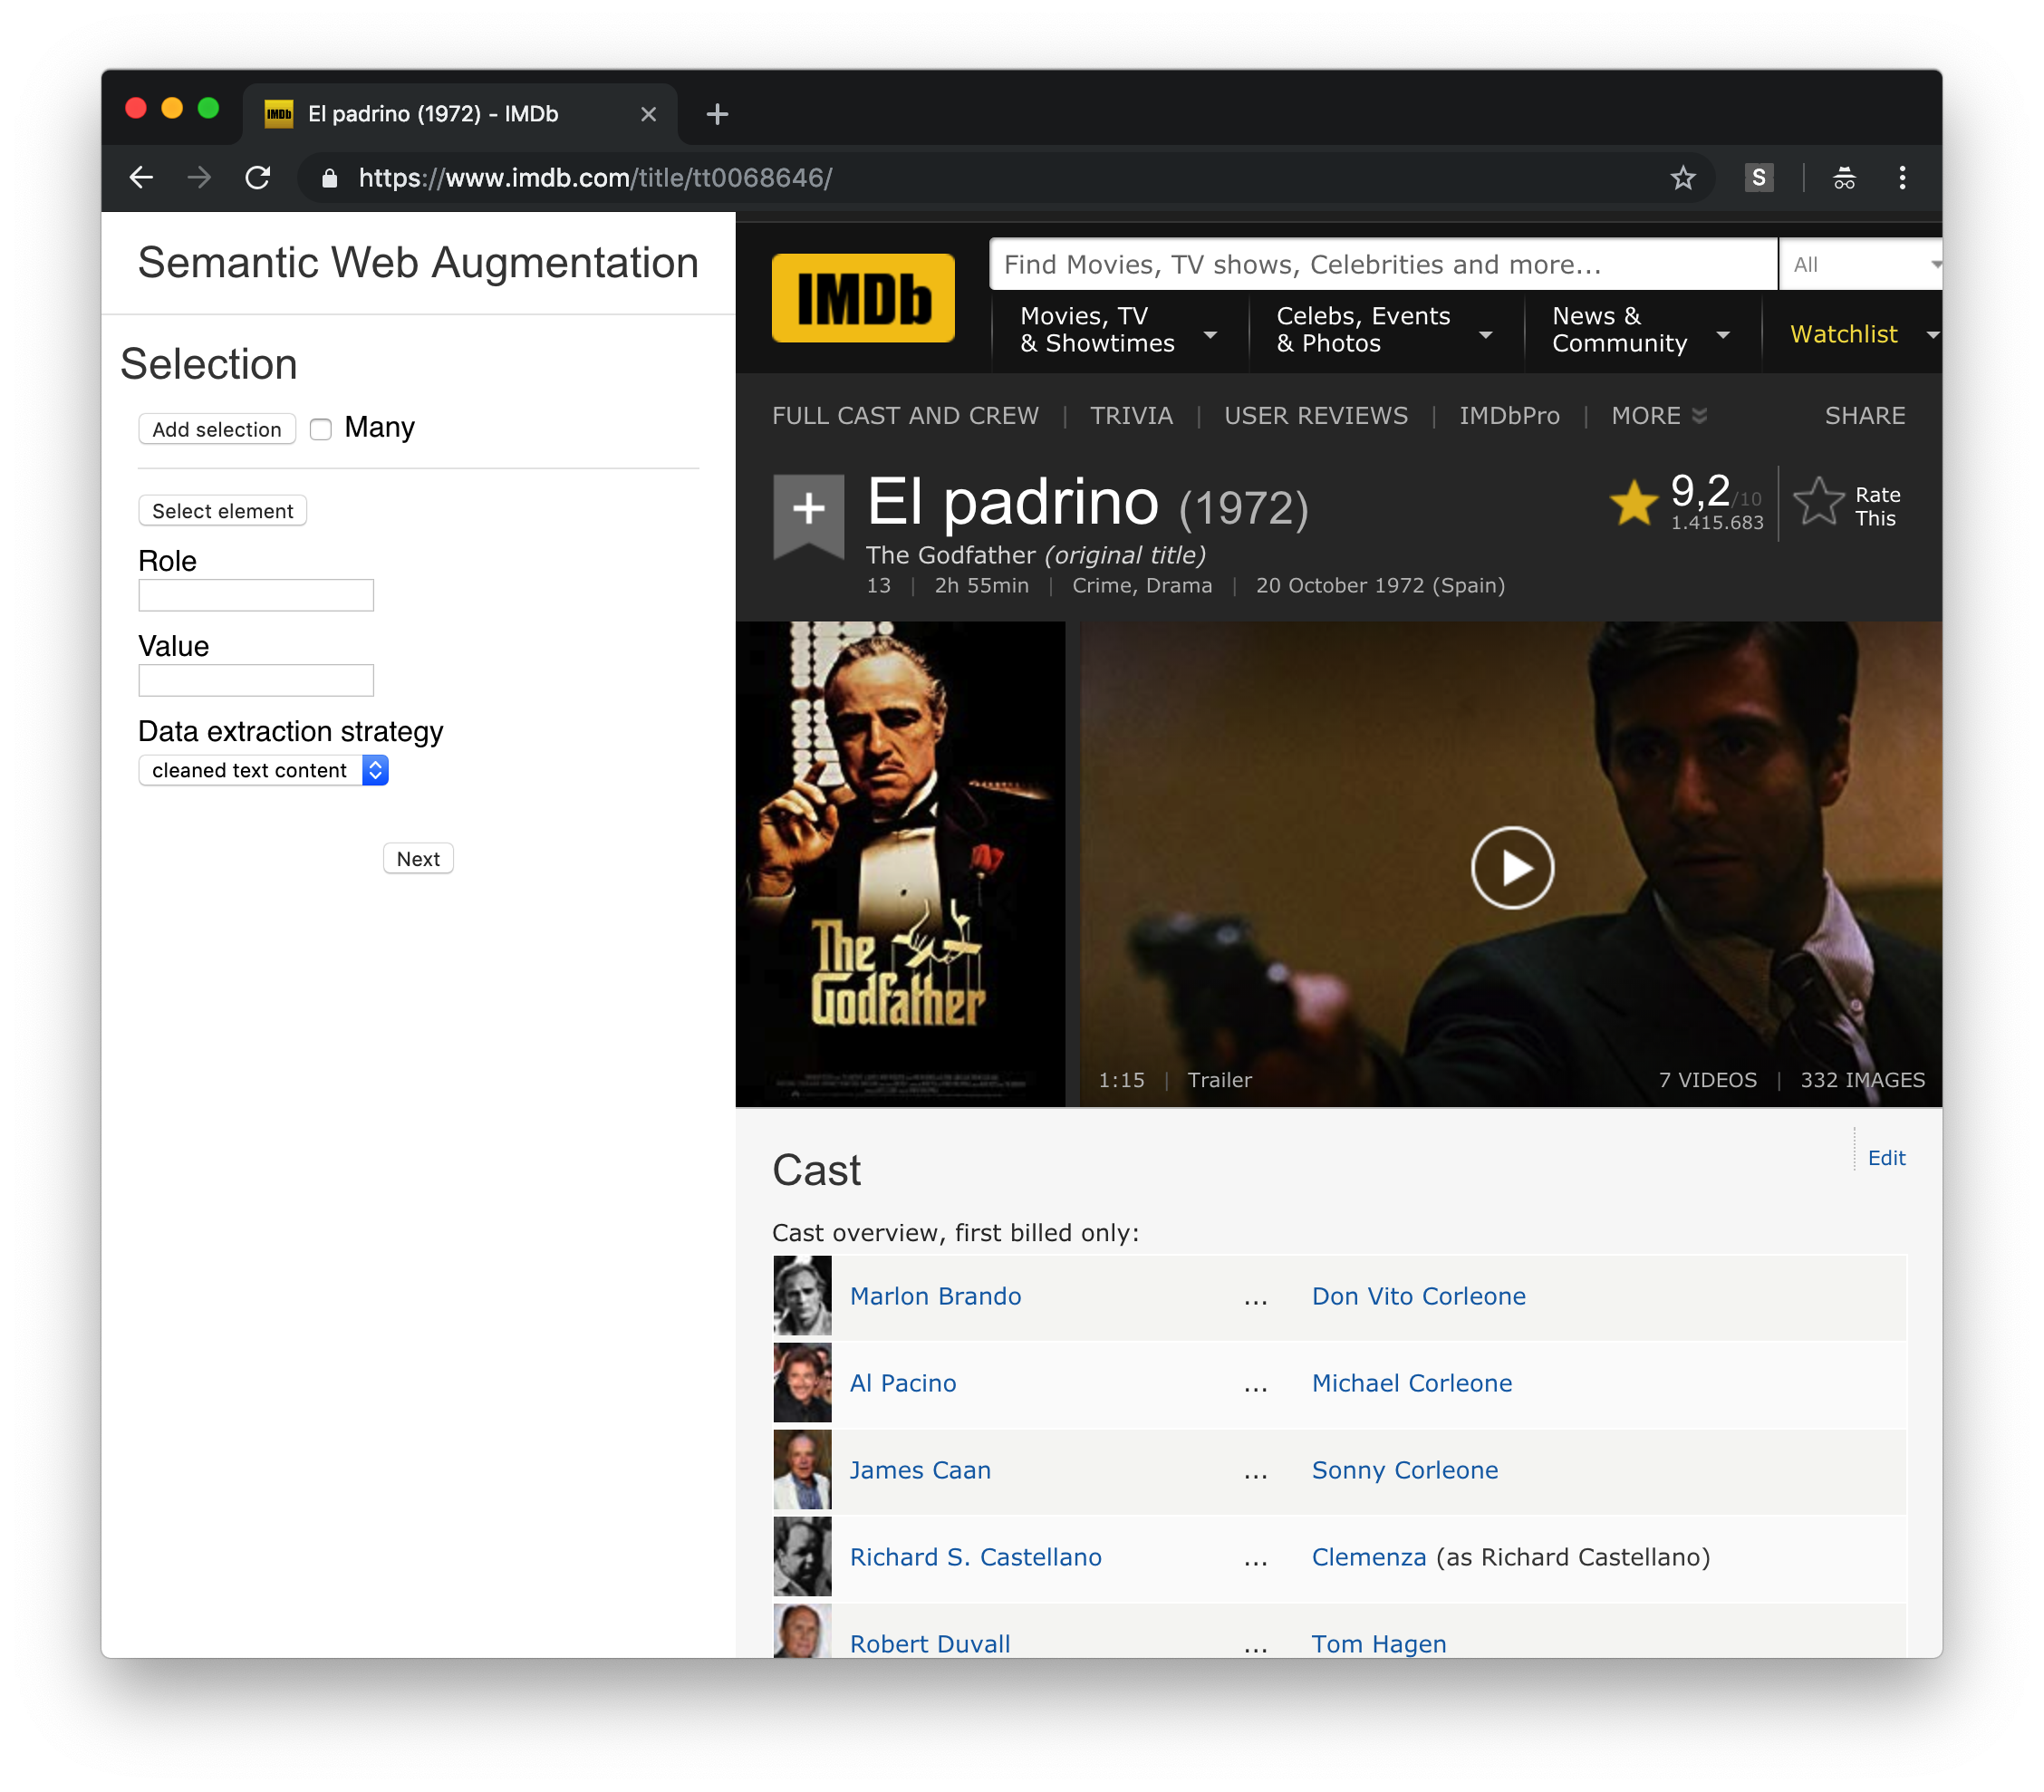 IMDb El padrino (1972) - IMDb
https://www.imdb.com/title/tt0068646/
S
Semantic Web Augmentation
Selection
Add selection Many
Select element
Role
Value
Data extraction strategy
cleaned text content
Next
IMDb
Find Movies, TV shows, Celebrities and more...
All
Movies, TV
& Showtimes
Celebs, Events
& Photos
News &
Community
Watchlist
FULL CAST AND CREW | TRIVIA | USER REVIEWS | IMDbPro | MORE SHARE
El padrino (1972)
The Godfather (original title)
13 | 2h 55min | Crime, Drama | 20 October 1972 (Spain)
9,2/10
1.415.683
Rate
This
The
Godfather
1:15 | Trailer
7 VIDEOS | 332 IMAGES
Cast
Edit
Cast overview, first billed only:
Marlon Brando ... Don Vito Corleone
Al Pacino ... Michael Corleone
James Caan ... Sonny Corleone
Richard S. Castellano ... Clemenza (as Richard Castellano)
Robert Duvall ... Tom Hagen